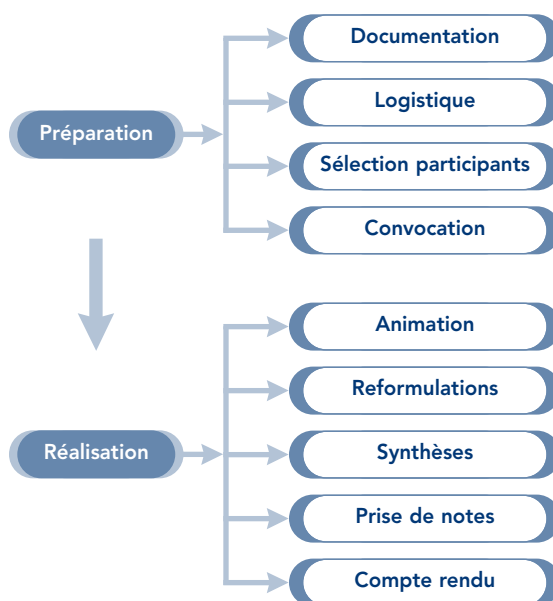 Préparation
Documentation
Logistique
Sélection participants
Convocation
Réalisation
Animation
Reformulations
Synthèses
Prise de notes
Compte rendu